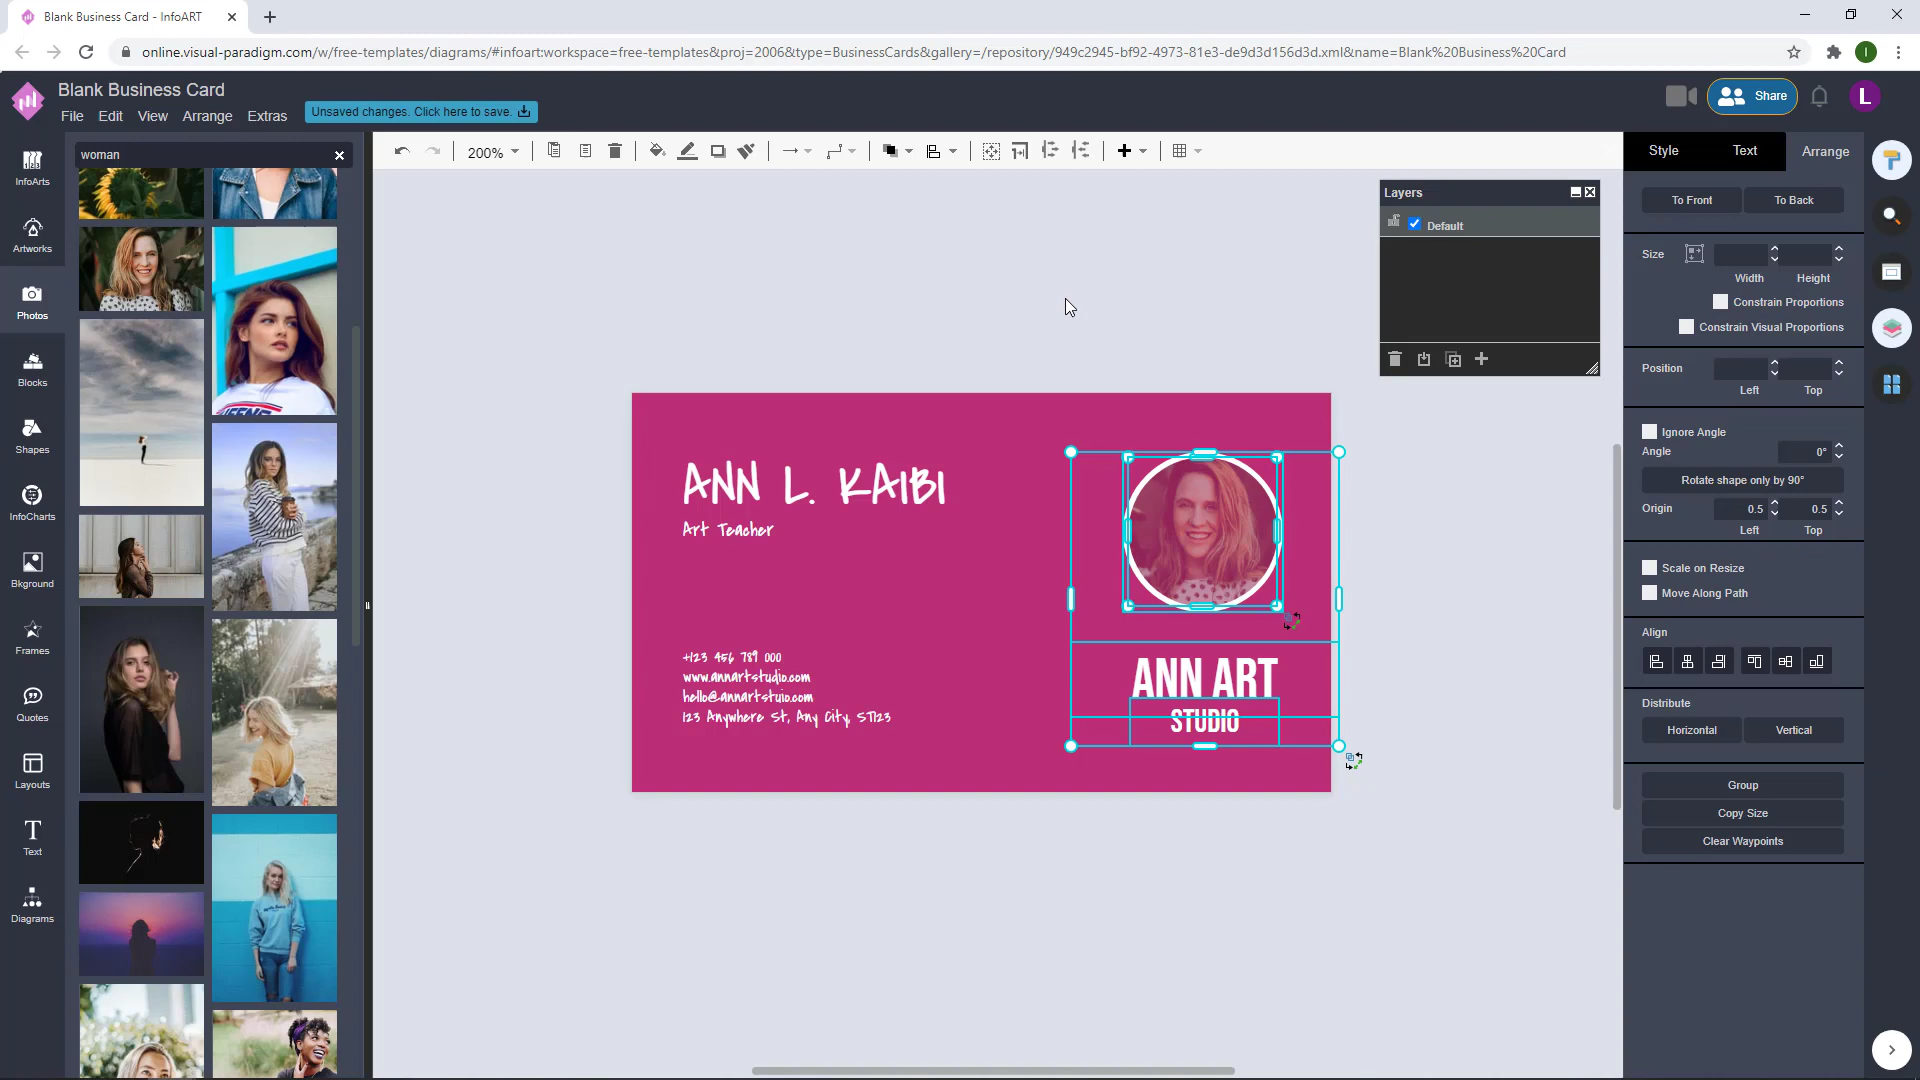 Blank Business Card - InfoART
online.visual-paradigm.com/w/free-templates/diagrams/#infoart:workspace=free-templates&proj=2006&type=BusinessCards&gallery=/repository/949c2945-bf92-4973-81e3-de9d3d156d3d.xml&name=Blank%20Business%20Card
I
Blank Business Card
File Edit View Arrange Extras
Unsaved changes. Click here to save.
Share
L
InfoArts
Artworks
Photos
Blocks
Shapes
InfoCharts
Bkground
Frames
Quotes
Layouts
Text
Diagrams
woman
200%
Layers
Default
ANN L. KAIBI
Art Teacher
+123 456 789 000
www.annartstudio.com
hello@annartstuio.com
123 Anywhere St, Any City, ST123
ANN ART
STUDIO
Style Text Arrange
To Front To Back
Size
Width Height
Constrain Proportions
Constrain Visual Proportions
Position
Left Top
Ignore Angle
Angle 0°
Rotate shape only by 90°
Origin 0.5 0.5
Left Top
Scale on Resize
Move Along Path
Align
Distribute
Horizontal Vertical
Group
Copy Size
Clear Waypoints